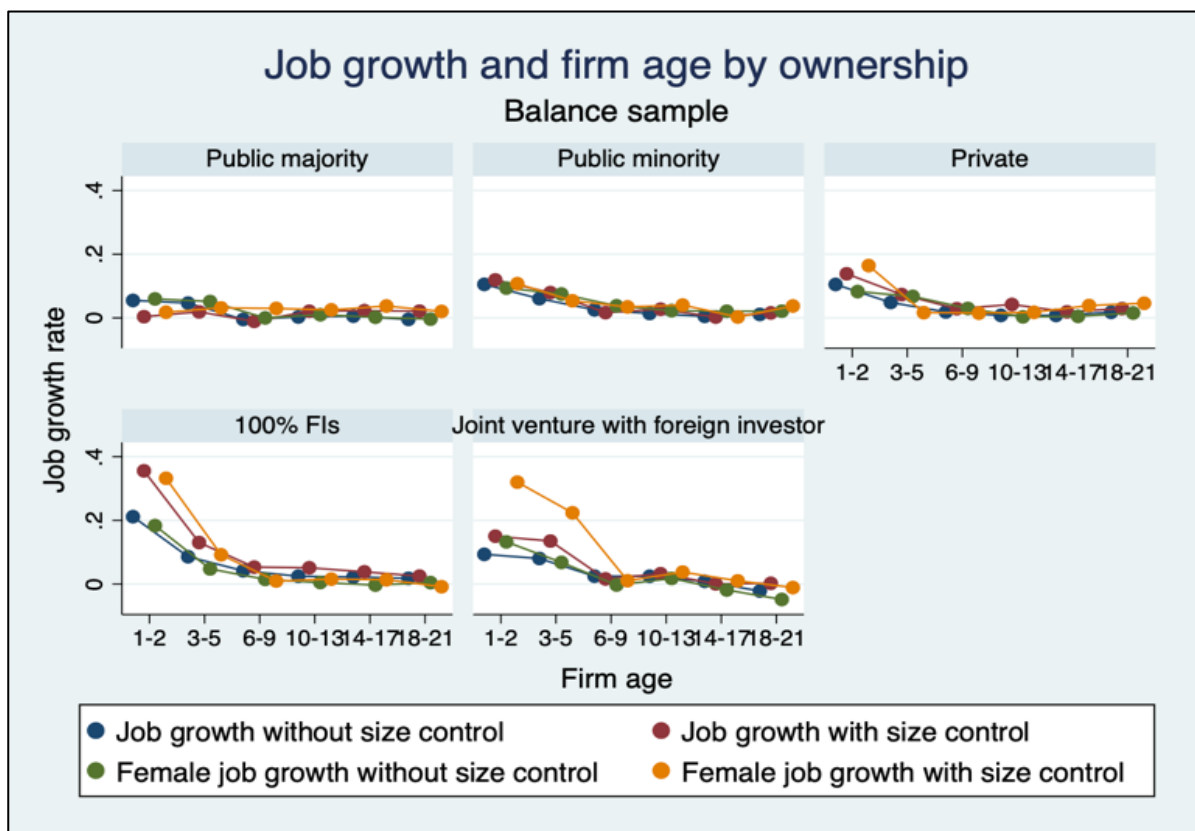 Job growth and firm age by ownership
Balance sample
Public majority
Public minority
Private
.4
.2
0
1-2 3-5 6-9 10-13 14-17 18-21
Job growth rate
100% FIs
Joint venture with foreign investor
.4
.2
0
1-2 3-5 6-9 10-13 14-17 18-21
1-2 3-5 6-9 10-13 14-17 18-21
Firm age
Job growth without size control
Job growth with size control
Female job growth without size control
Female job growth with size control